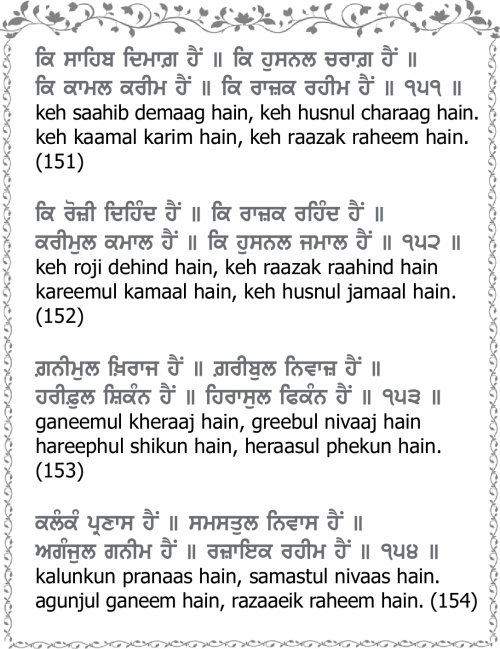 ਕਿ ਸਾਹਿਬ ਦਿਮਾਗ਼ ਹੈਂ ॥ ਕਿ ਹੁਸਨਲ ਚਰਾਗ਼ ਹੈਂ ॥
ਕਿ ਕਾਮਲ ਕਰੀਮ ਹੈਂ ॥ ਕਿ ਰਾਜ਼ਕ ਰਹੀਮ ਹੈਂ ॥ ੧੫੧ ॥
keh saahib demaag hain, keh husnul charaag hain.
keh kaamal karim hain, keh raazak raheem hain.
(151)
ਕਿ ਰੋਜ਼ੀ ਦਿਹਿੰਦ ਹੈਂ ॥ ਕਿ ਰਾਜ਼ਕ ਰਹਿੰਦ ਹੈਂ ॥
ਕਰੀਮੁਲ ਕਮਾਲ ਹੈਂ ॥ ਕਿ ਹੁਸਨਲ ਜਮਾਲ ਹੈਂ ॥ ੧੫੨ ॥
keh roji dehind hain, keh raazak raahind hain
kareemul kamaal hain, keh husnul jamaal hain.
(152)
ਗ਼ਨੀਮੁਲ ਖ਼ਿਰਾਜ ਹੈਂ ॥ ਗ਼ਰੀਬੁਲ ਨਿਵਾਜ਼ ਹੈਂ ॥
ਹਰੀਫ਼ੁਲ ਸ਼ਿਕੰਨ ਹੈਂ ॥ ਹਿਰਾਸੁਲ ਫਿਕੰਨ ਹੈਂ ॥ ੧੫੩ ॥
ganeemul kheraaj hain, greebul nivaaj hain
hareephul shikun hain, heraasul phekun hain.
(153)
ਕਲੰਕੰ ਪ੍ਰਣਾਸ ਹੈਂ ॥ ਸਮਸਤੁਲ ਨਿਵਾਸ ਹੈਂ ॥
ਅਗੰਜੁਲ ਗਨੀਮ ਹੈਂ ॥ ਰਜ਼ਾਇਕ ਰਹੀਮ ਹੈਂ ॥ ੧੫੪ ॥
kalunkun pranaas hain, samastul nivaas hain.
agunjul ganeem hain, razaaeik raheem hain. (154)